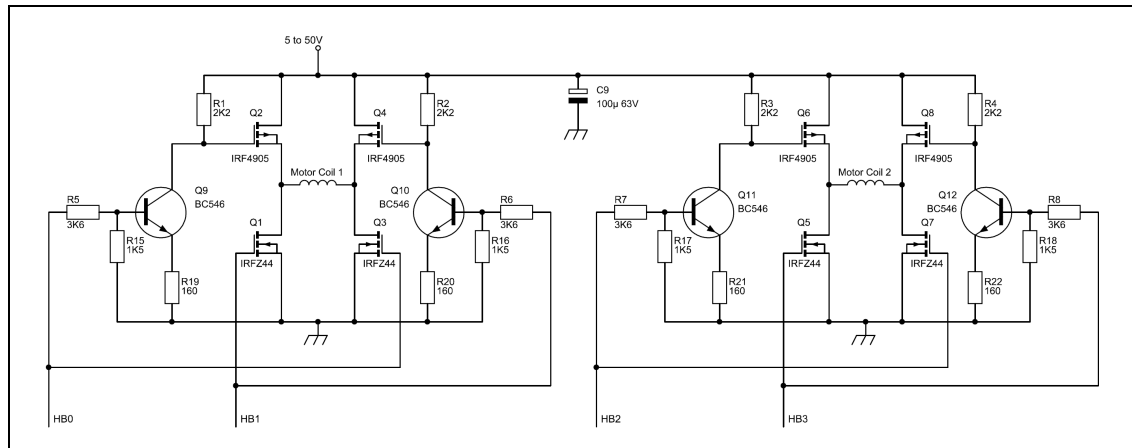 5 to 50V
R1
2K2
Q2
IRF4905
Q4
IRF4905
R2
2K2
C9
100µ 63V
R3
2K2
Q6
IRF4905
Q8
IRF4905
R4
2K2
Motor Coil 1
Motor Coil 2
R5
3K6
Q9
BC546
Q10
BC546
R6
3K6
R7
3K6
Q11
BC546
Q12
BC546
R8
3K6
R15
1K5
Q1
IRFZ44
Q3
IRFZ44
R16
1K5
R17
1K5
Q5
IRFZ44
Q7
IRFZ44
R18
1K5
R19
160
R20
160
R21
160
R22
160
HB0
HB1
HB2
HB3